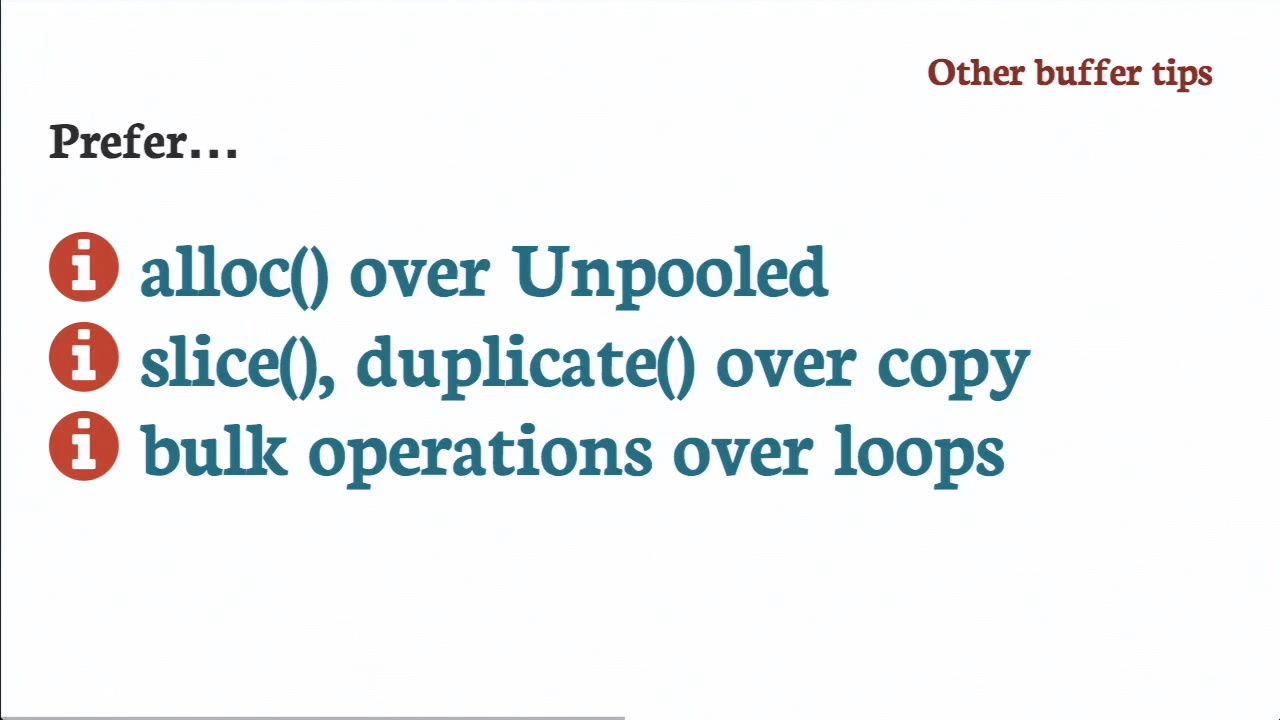 Other buffer tips
Prefer...
alloc() over Unpooled
slice(), duplicate() over copy
bulk operations over loops